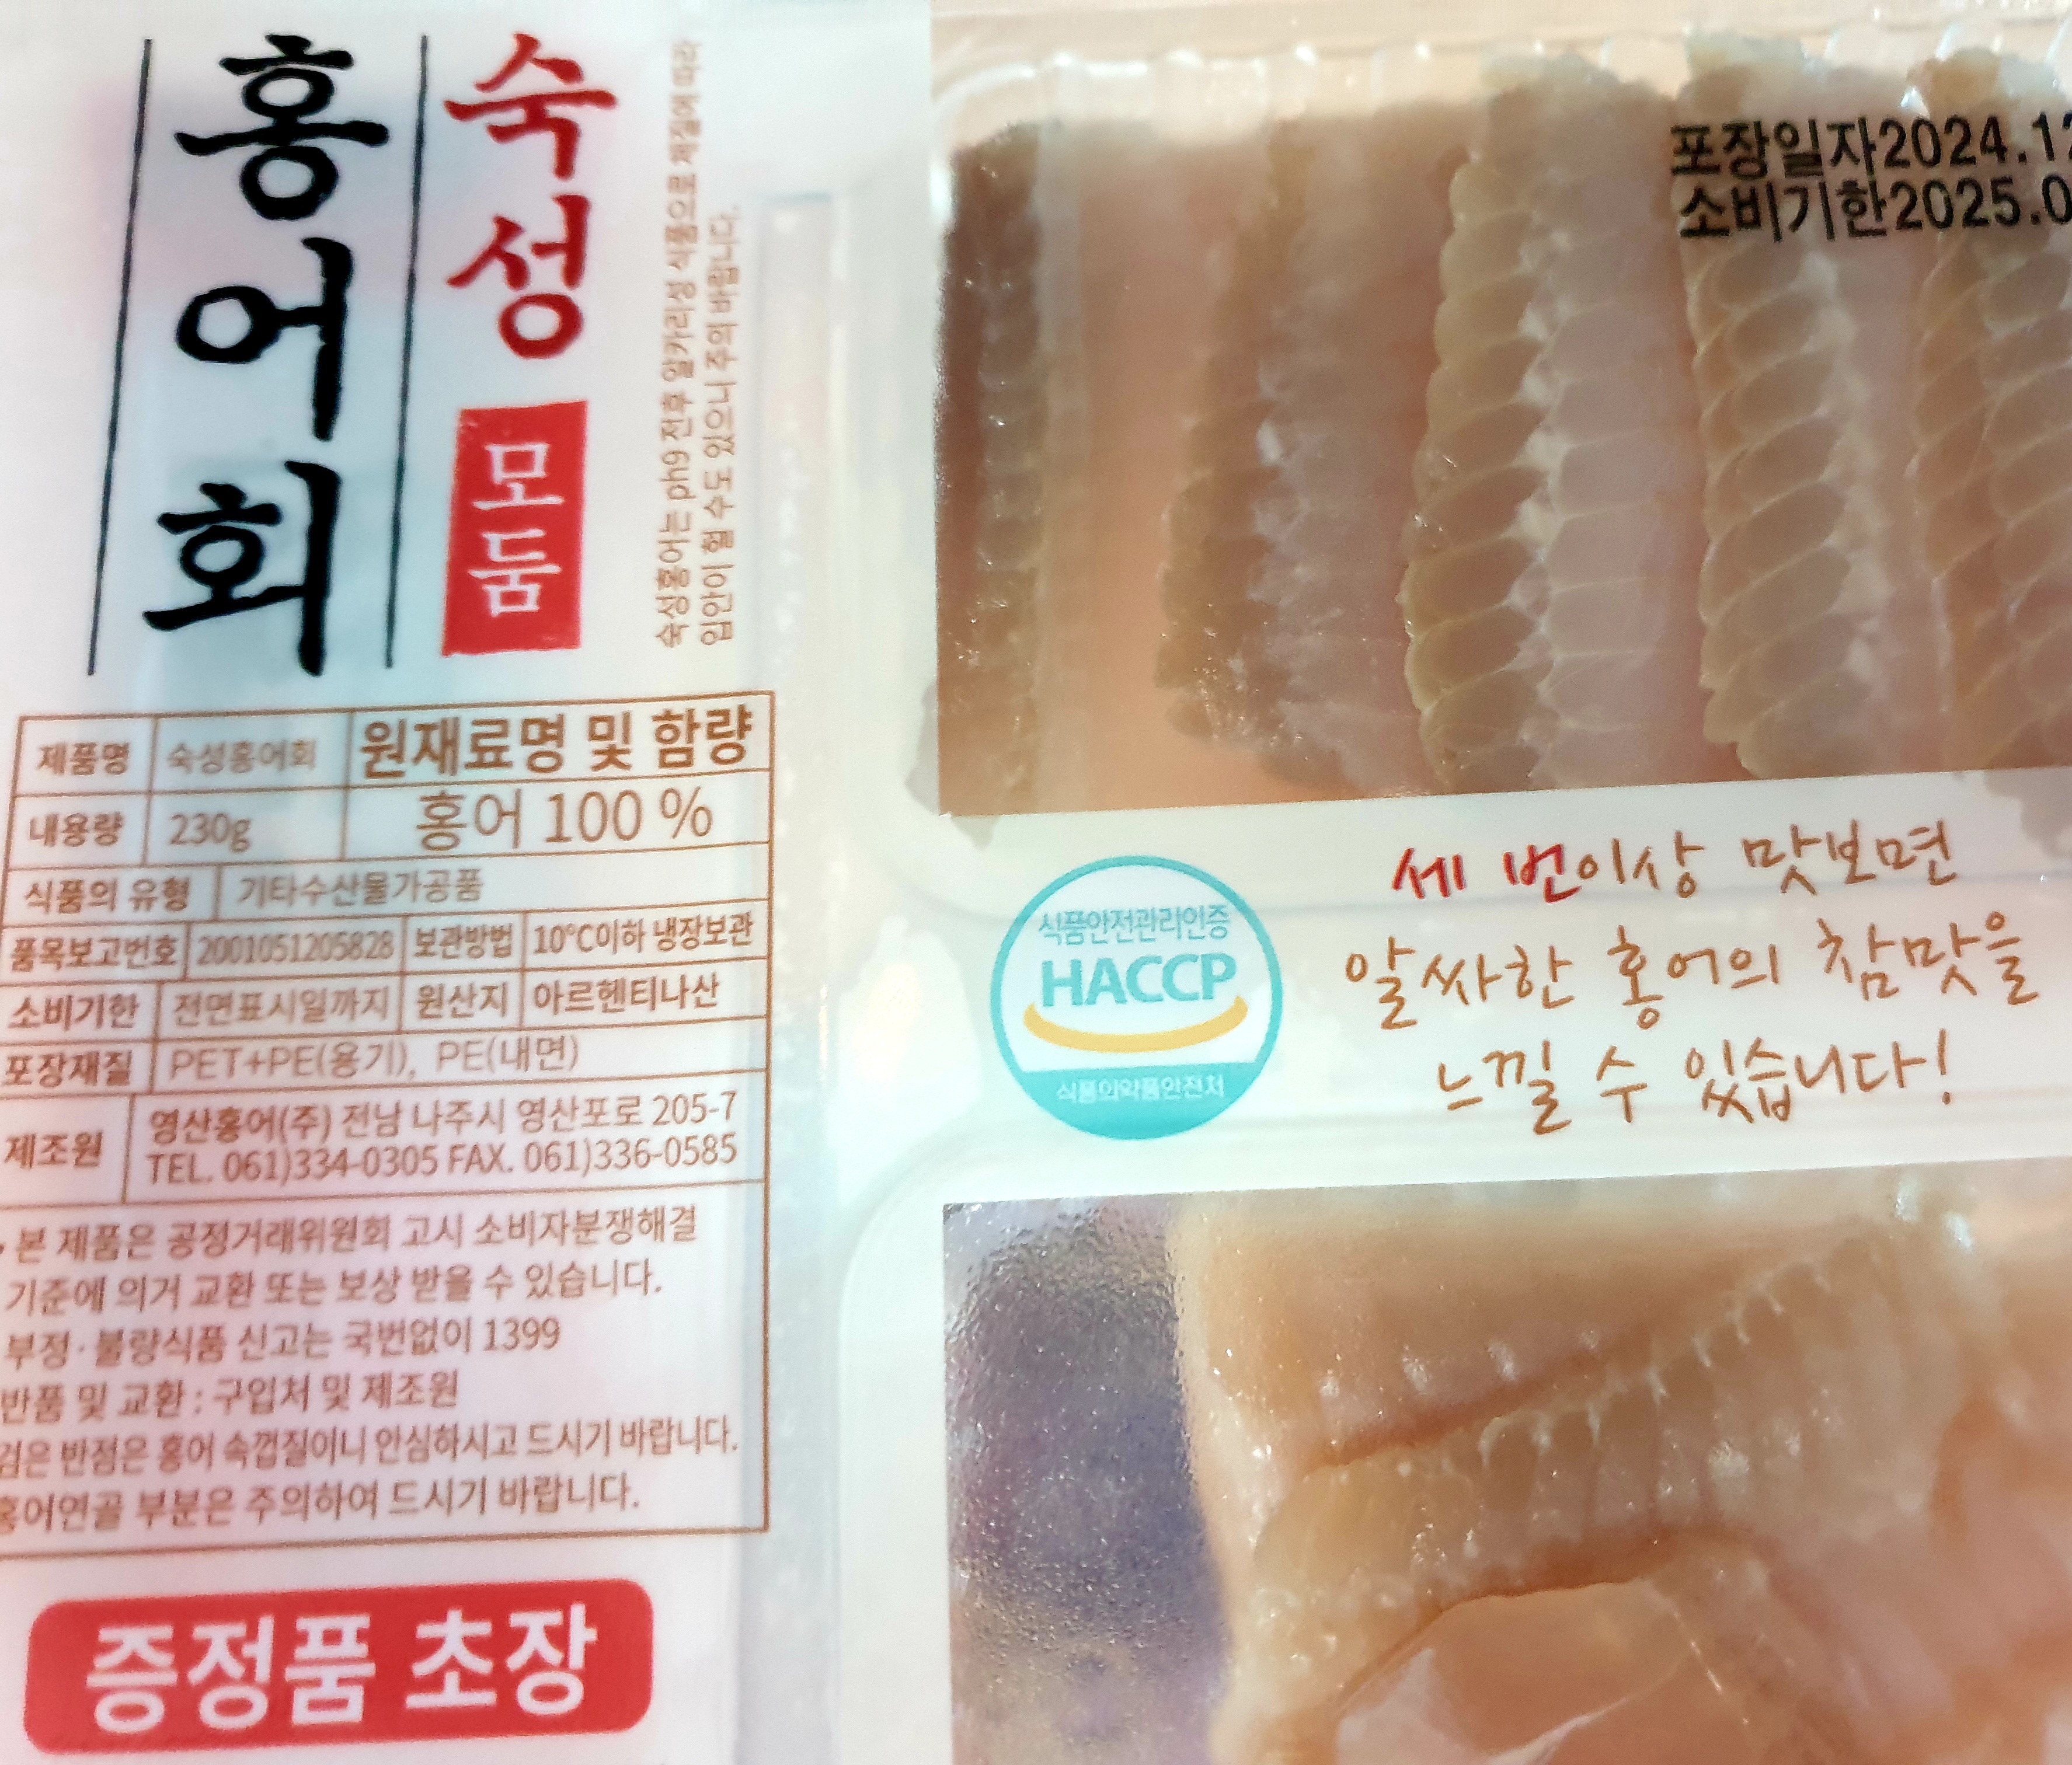 숙성
홍어회
모둠
숙성홍어는 ph9 전후 알카리성 식품으로 체질에 따라
입안이 헐 수도 있으니 주의 바랍니다.
제품명 숙성홍어회 원재료명 및 함량
내용량 230g 홍어 100 %
식품의 유형 기타수산물가공품
품목보고번호 2001051205828 보관방법 10°C이하 냉장보관
소비기한 전면표시일까지 원산지 아르헨티나산
포장재질 PET+PE(용기), PE(내면)
제조원 영산홍어(주) 전남 나주시 영산포로 205-7
TEL. 061)334-0305 FAX. 061)336-0585
본 제품은 공정거래위원회 고시 소비자분쟁해결
기준에 의거 교환 또는 보상 받을 수 있습니다.
부정·불량식품 신고는 국번없이 1399
반품 및 교환 : 구입처 및 제조원
검은 반점은 홍어 속껍질이니 안심하시고 드시기 바랍니다.
홍어연골 부분은 주의하여 드시기 바랍니다.
증정품 초장
포장일자2024.12
소비기한2025.0
식품안전관리인증
HACCP
식품의약품안전처
세 번이상 맛보면
알싸한 홍어의 참맛을
느낄 수 있습니다!